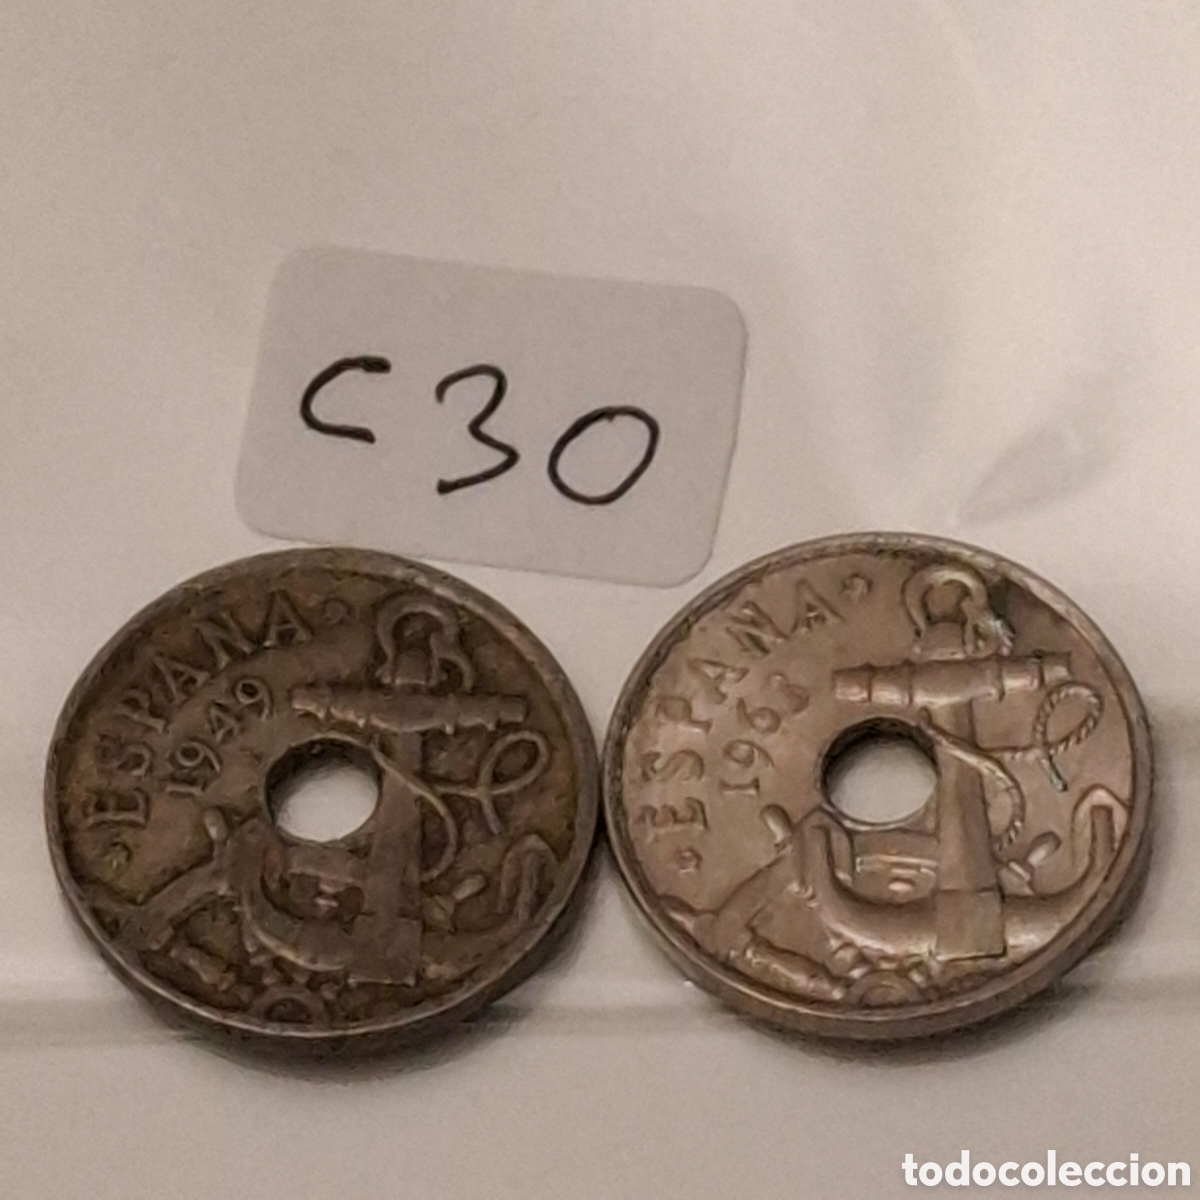 C30
·ESPAÑA·
1949
·ESPAÑA·
1963
todocoleccion